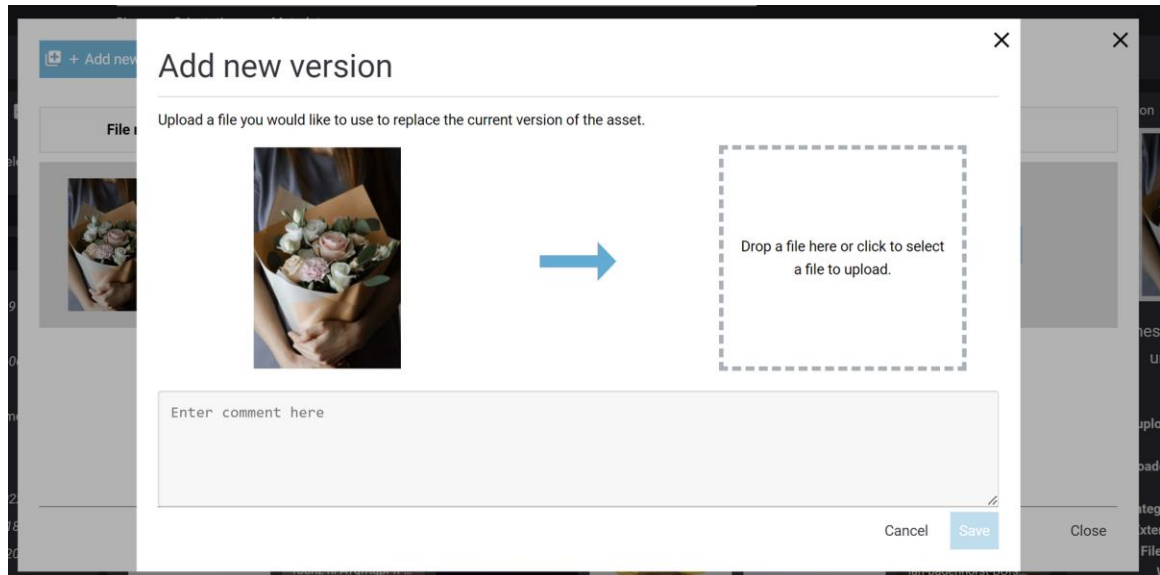 Add new version
+ Add new
Upload a file you would like to use to replace the current version of the asset.
File
Drop a file here or click to select
a file to upload.
Enter comment here
Cancel
Save
Close